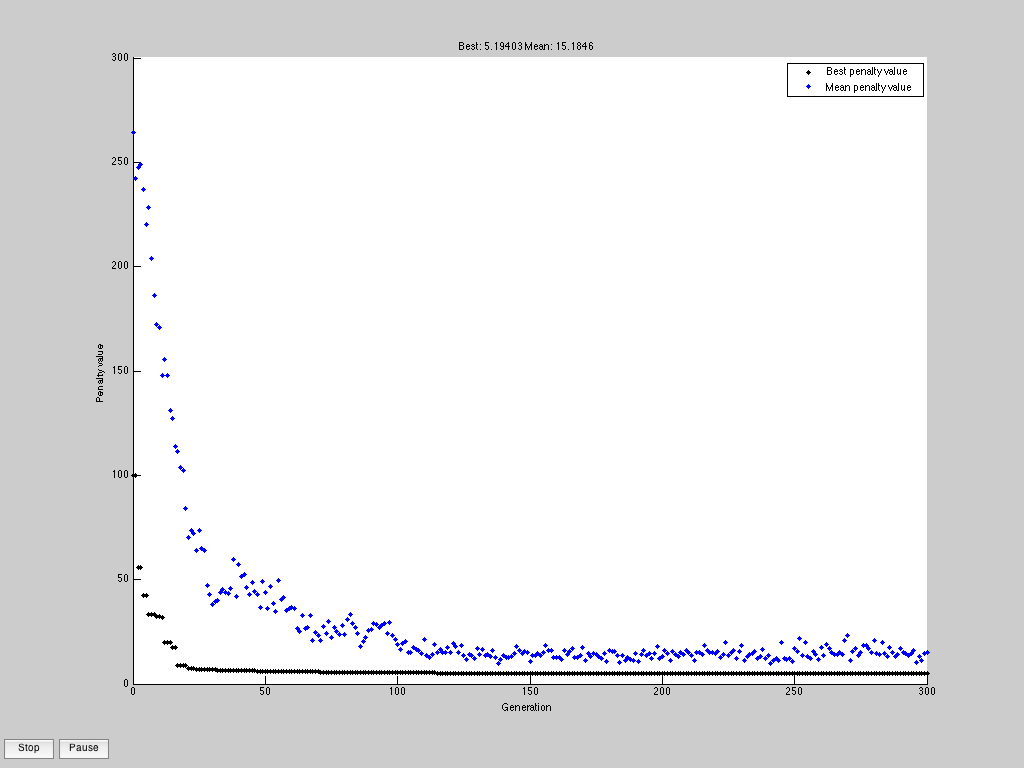 Best: 5.19403 Mean: 15.1846
Best penalty value
Mean penalty value
300
250
200
150
100
50
0
Penalty value
0 50 100 150 200 250 300
Generation
Stop Pause